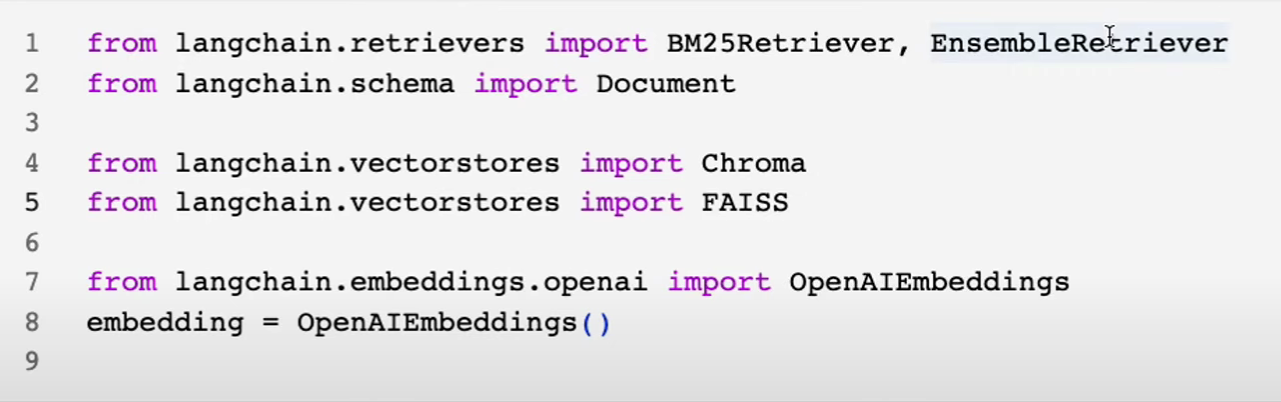 1 from langchain.retrievers import BM25Retriever, EnsembleRetriever
2 from langchain.schema import Document
3
4 from langchain.vectorstores import Chroma
5 from langchain.vectorstores import FAISS
6
7 from langchain.embeddings.openai import OpenAIEmbeddings
8 embedding = OpenAIEmbeddings()
9